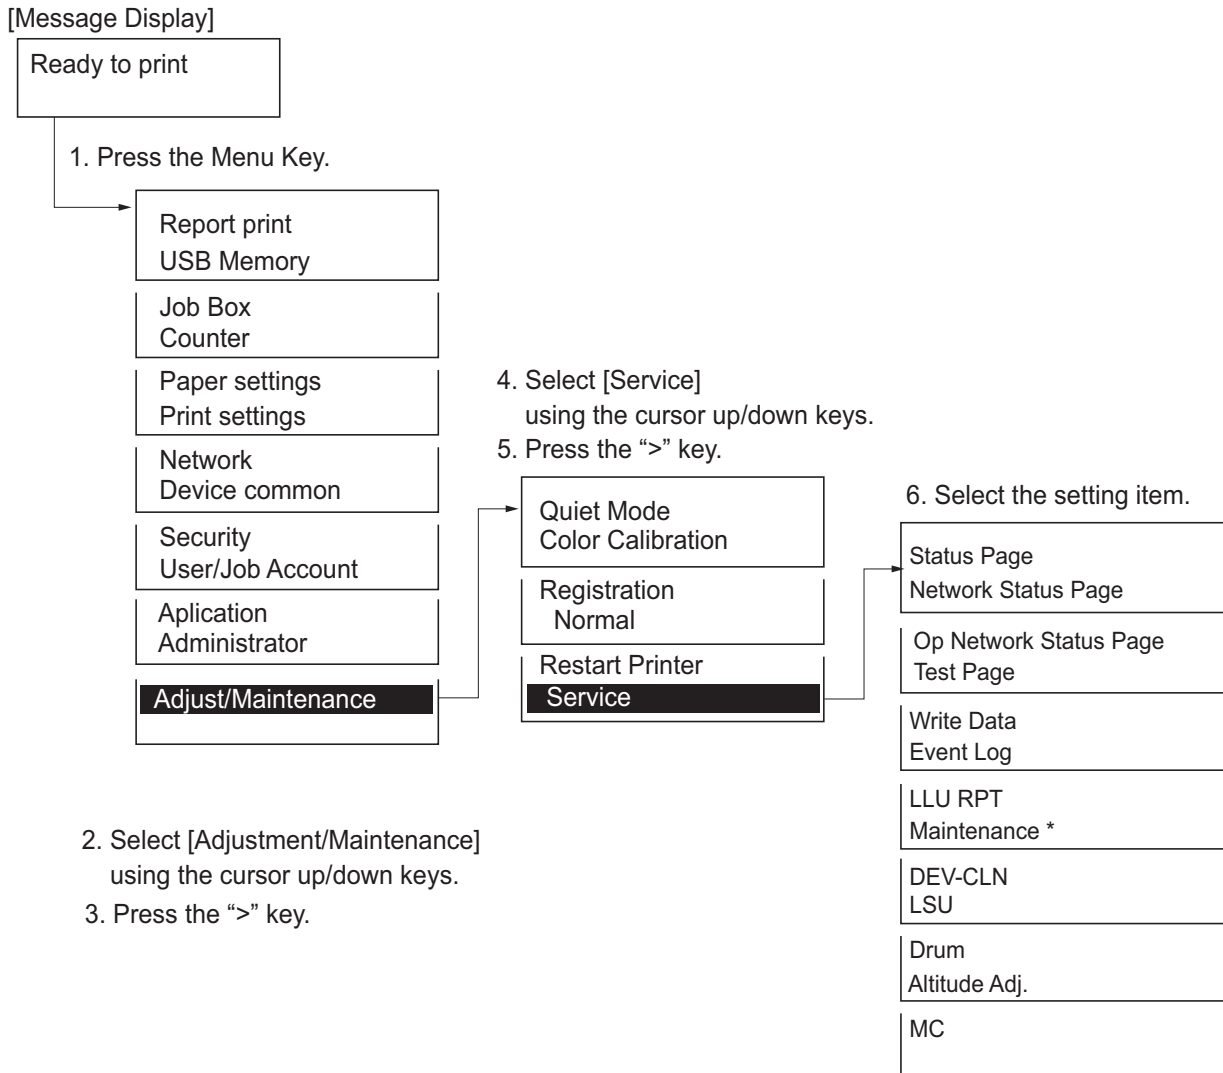 [Message Display]
Ready to print
1. Press the Menu Key.
Report print
USB Memory
Job Box
Counter
Paper settings
Print settings
Network
Device common
Security
User/Job Account
Aplication
Administrator
Adjust/Maintenance
2. Select [Adjustment/Maintenance]
using the cursor up/down keys.
3. Press the “>” key.
4. Select [Service]
using the cursor up/down keys.
5. Press the “>” key.
Quiet Mode
Color Calibration
Registration
Normal
Restart Printer
Service
6. Select the setting item.
Status Page
Network Status Page
Op Network Status Page
Test Page
Write Data
Event Log
LLU RPT
Maintenance *
DEV-CLN
LSU
Drum
Altitude Adj.
MC